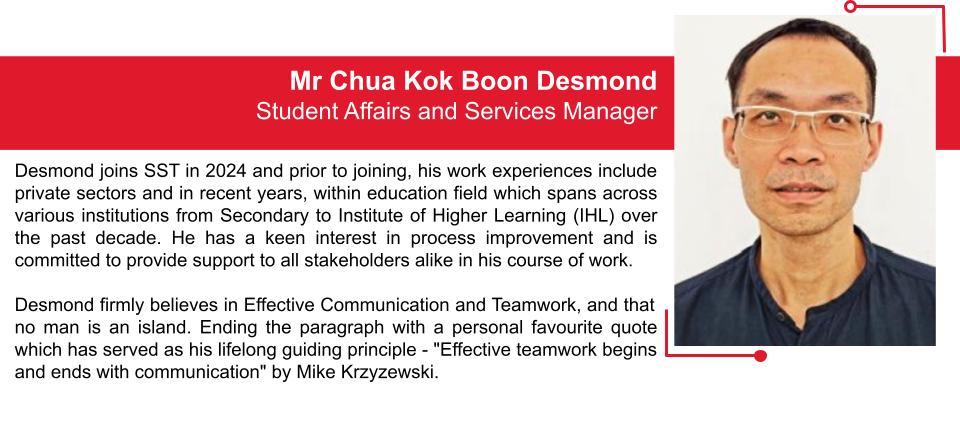 Mr Chua Kok Boon Desmond
Student Affairs and Services Manager
Desmond joins SST in 2024 and prior to joining, his work experiences include
private sectors and in recent years, within education field which spans across
various institutions from Secondary to Institute of Higher Learning (IHL) over
the past decade. He has a keen interest in process improvement and is
committed to provide support to all stakeholders alike in his course of work.
Desmond firmly believes in Effective Communication and Teamwork, and that
no man is an island. Ending the paragraph with a personal favourite quote
which has served as his lifelong guiding principle - "Effective teamwork begins
and ends with communication" by Mike Krzyzewski.